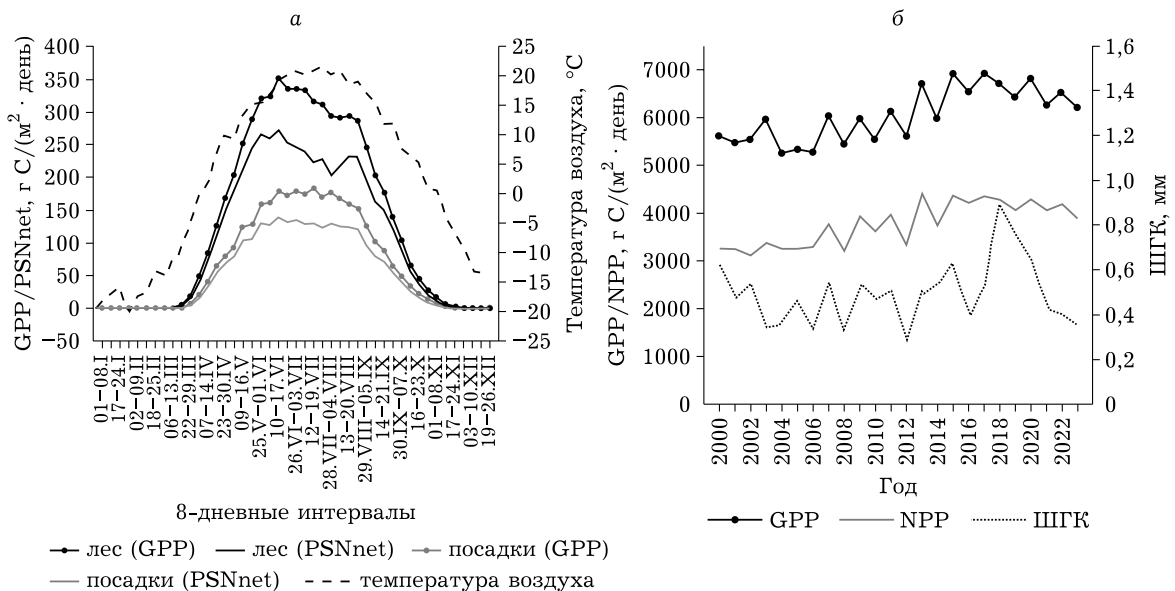 а
GPP/PSNnet, г С/(м² · день)
400
350
300
250
200
150
100
50
0
−50
25
20
15
10
5
0
−5
−10
−15
−20
−25
Температура воздуха, °С
01−08.I
17−24.I
02−09.II
18−25.II
06−13.III
22−29.III
07−14.IV
23−30.IV
09−16.V
25.V−01.VI
10−17.VI
26.VI−03.VII
12−19.VII
28.VII−04.VIII
13−20.VIII
29.VIII−05.IX
14−21.IX
30.IX−07.X
16−23.X
01−08.XI
17−24.XI
03−10.XII
19−26.XII
8-дневные интервалы
лес (GPP) лес (PSNnet) посадки (GPP)
посадки (PSNnet) температура воздуха
б
GPP/NPP, г С/(м² · день)
7000
6000
5000
4000
3000
2000
1000
0
1,6
1,4
1,2
1,0
0,8
0,6
0,4
0,2
0
ШГК, мм
2000
2002
2004
2006
2008
2010
2012
2014
2016
2018
2020
2022
Год
GPP NPP ШГК